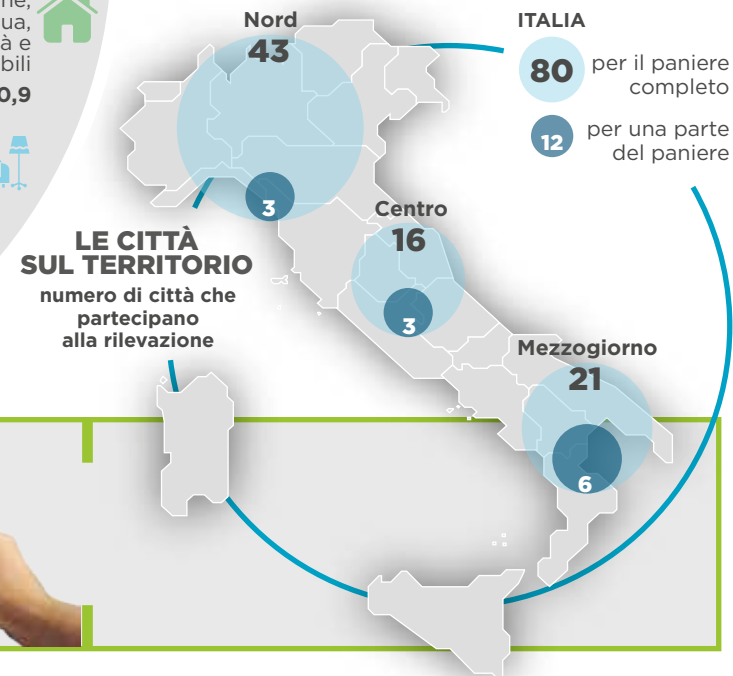 ua,
à e
bili
0,9
Nord
43
3
ITALIA
80 per il paniere
completo
12 per una parte
del paniere
Centro
16
3
LE CITTÀ
SUL TERRITORIO
numero di città che
partecipano
alla rilevazione
Mezzogiorno
21
6